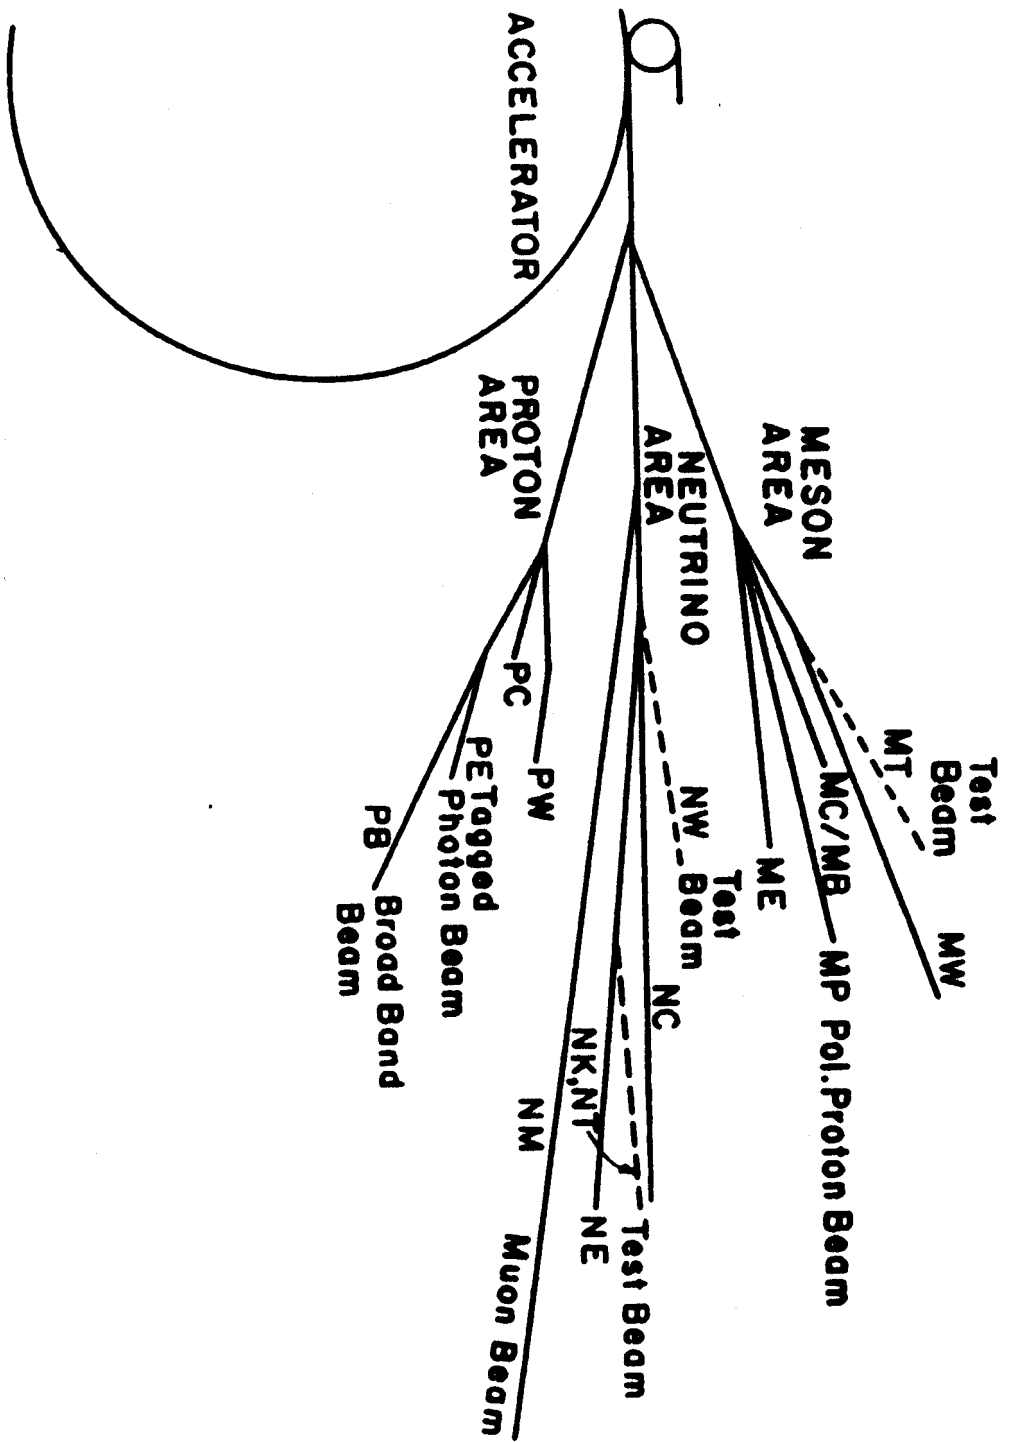 ACCELERATOR
MESON
AREA
NEUTRINO
AREA
PROTON
AREA
Test
Beam
MT
MW
MC/MB
MP Pol. Proton Beam
ME
Test
Beam
NW
NC
NK,NT
Test Beam
NE
NM
Muon Beam
PW
PC
PE Tagged
Photon Beam
PB
Broad Band
Beam